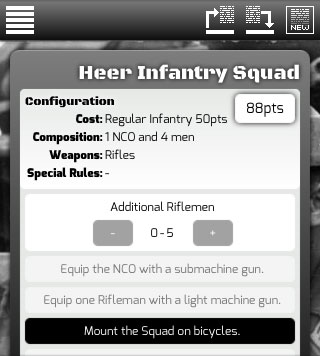 NEW
Heer Infantry Squad
Configuration
88pts
Cost: Regular Infantry 50pts
Composition: 1 NCO and 4 men
Weapons: Rifles
Special Rules: -
Additional Riflemen
- 0-5 +
Equip the NCO with a submachine gun.
Equip one Rifleman with a light machine gun.
Mount the Squad on bicycles.